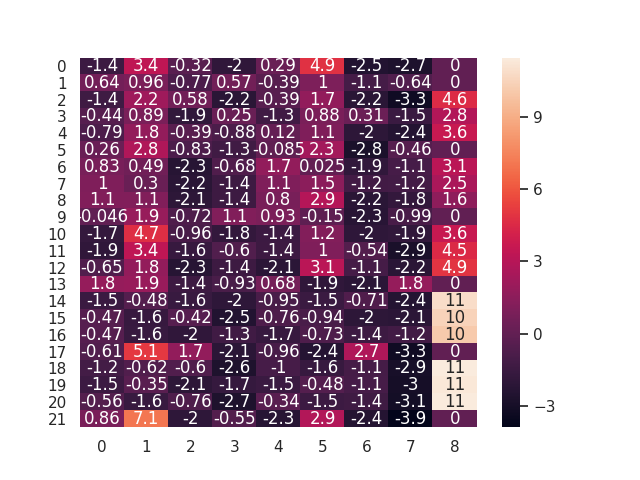 0 -1.4 3.4 -0.32 -2 0.29 4.9 -2.5 -2.7 0
1 0.64 0.96 -0.77 0.57 -0.39 1 -1.1 -0.64 0
2 -1.4 2.2 0.58 -2.2 -0.39 1.7 -2.2 -3.3 4.6
3 -0.44 0.89 -1.9 0.25 -1.3 0.88 0.31 -1.5 2.8
4 -0.79 1.8 -0.39 -0.88 0.12 1.1 -2 -2.4 3.6
5 0.26 2.8 -0.83 -1.3 -0.085 2.3 -2.8 -0.46 0
6 0.83 0.49 -2.3 -0.68 1.7 0.025 -1.9 -1.1 3.1
7 1 0.3 -2.2 -1.4 1.1 1.5 -1.2 -1.2 2.5
8 1.1 1.1 -2.1 -1.4 0.8 2.9 -2.2 -1.8 1.6
9 -0.046 1.9 -0.72 1.1 0.93 -0.15 -2.3 -0.99 0
10 -1.7 4.7 -0.96 -1.8 -1.4 1.2 -2 -1.9 3.6
11 -1.9 3.4 -1.6 -0.6 -1.4 1 -0.54 -2.9 4.5
12 -0.65 1.8 -2.3 -1.4 -2.1 3.1 -1.1 -2.2 4.9
13 1.8 1.9 -1.4 -0.93 0.68 -1.9 -2.1 1.8 0
14 -1.5 -0.48 -1.6 -2 -0.95 -1.5 -0.71 -2.4 11
15 -0.47 -1.6 -0.42 -2.5 -0.76 -0.94 -2 -2.1 10
16 -0.47 -1.6 -2 -1.3 -1.7 -0.73 -1.4 -1.2 10
17 -0.61 5.1 1.7 -2.1 -0.96 -2.4 2.7 -3.3 0
18 -1.2 -0.62 -0.6 -2.6 -1 -1.6 -1.1 -2.9 11
19 -1.5 -0.35 -2.1 -1.7 -1.5 -0.48 -1.1 -3 11
20 -0.56 -1.6 -0.76 -2.7 -0.34 -1.5 -1.4 -3.1 11
21 0.86 7.1 -2 -0.55 -2.3 2.9 -2.4 -3.9 0
0 1 2 3 4 5 6 7 8
9
6
3
0
−3